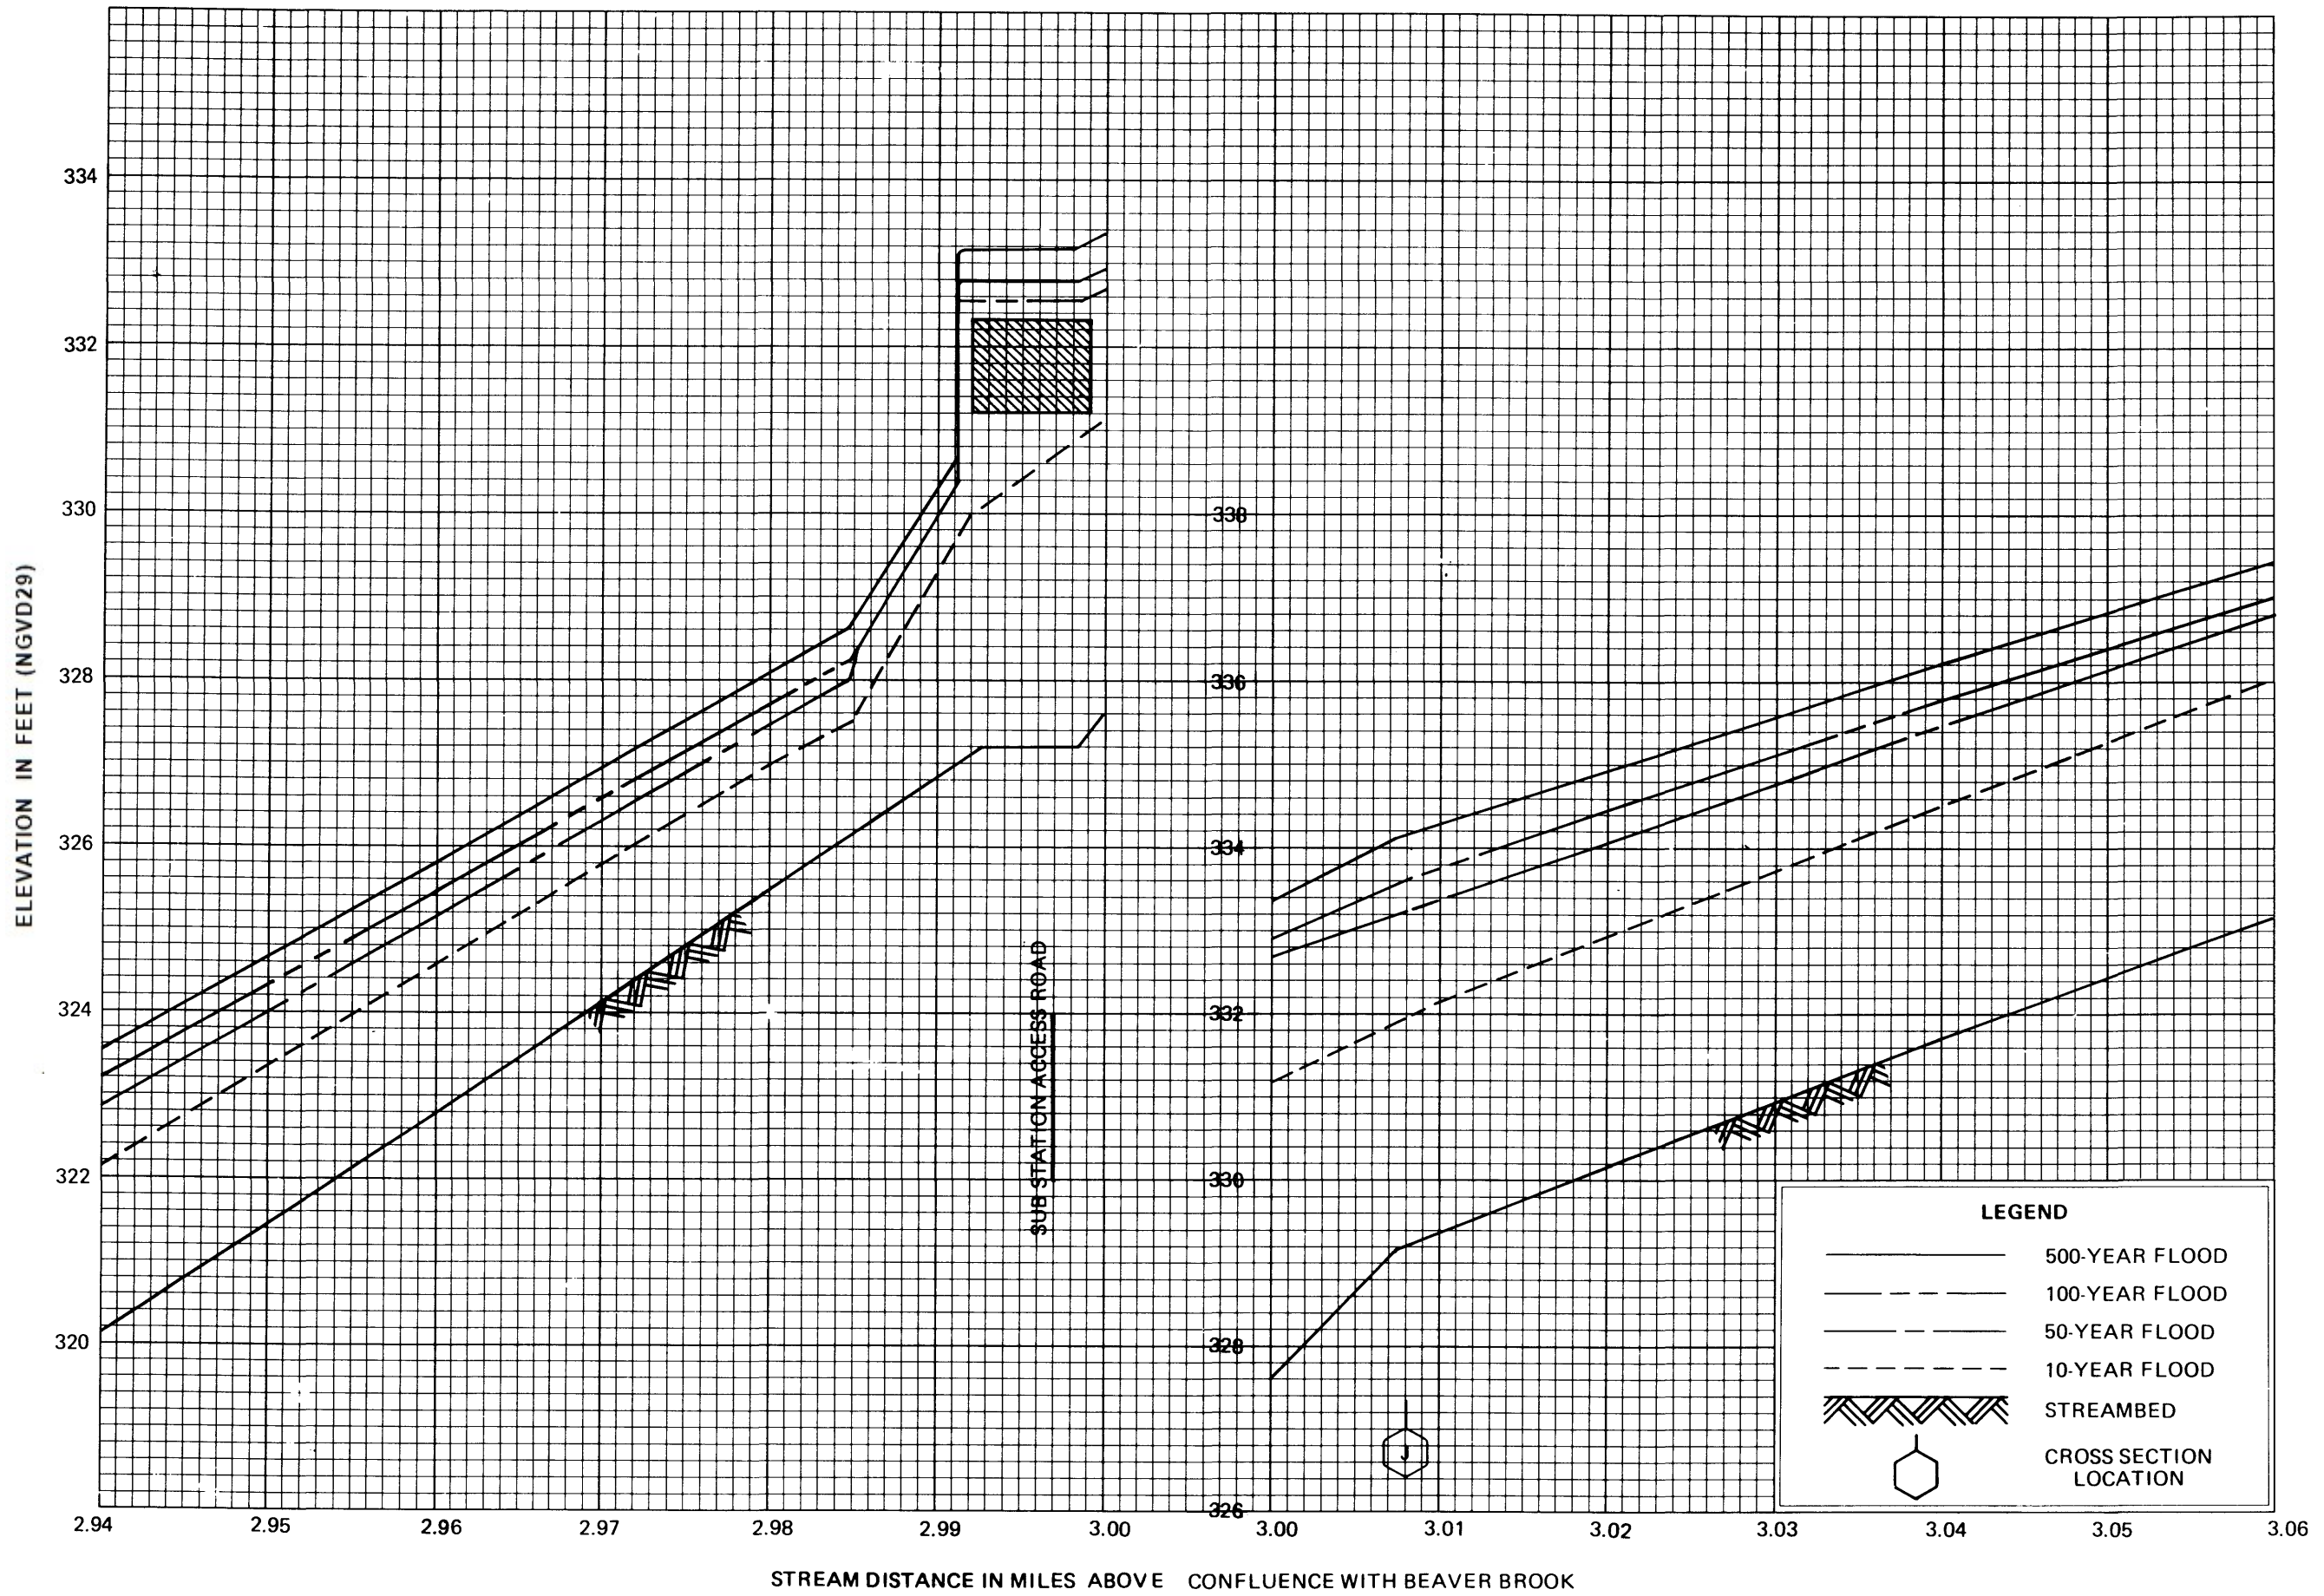 ELEVATION IN FEET (NGVD29)
334
332
330
328
326
324
322
320
338
336
334
332
330
328
326
SUB STATION ACCESS ROAD
J
LEGEND
500-YEAR FLOOD
100-YEAR FLOOD
50-YEAR FLOOD
10-YEAR FLOOD
STREAMBED
CROSS SECTION
LOCATION
2.94 2.95 2.96 2.97 2.98 2.99 3.00 3.00 3.01 3.02 3.03 3.04 3.05 3.06
STREAM DISTANCE IN MILES ABOVE CONFLUENCE WITH BEAVER BROOK